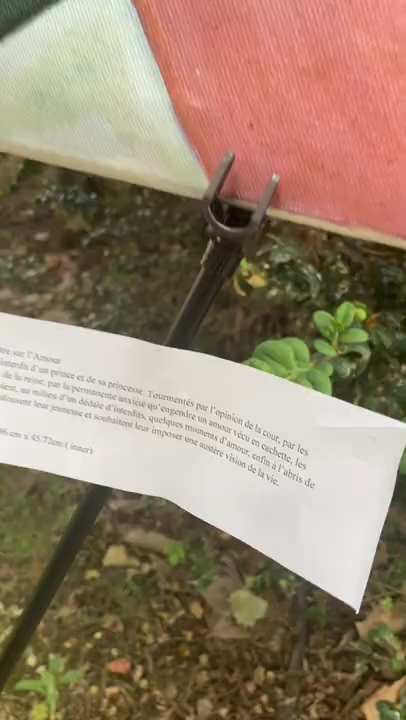 sur l'Amour
interdit d'un prince et de sa princesse. Tourmentés par l'opinion de la cour, par les
de la reine, par la permanente anxiété qu'engendre un amour vécu en cachette, les
au milieu d'un dédale d'interdits, quelques moments d'amour, enfin à l'abris de
jalousent leur jeunesse et souhaitent leur imposer une austère vision de la vie.
cm x 45.72cm ( inner)